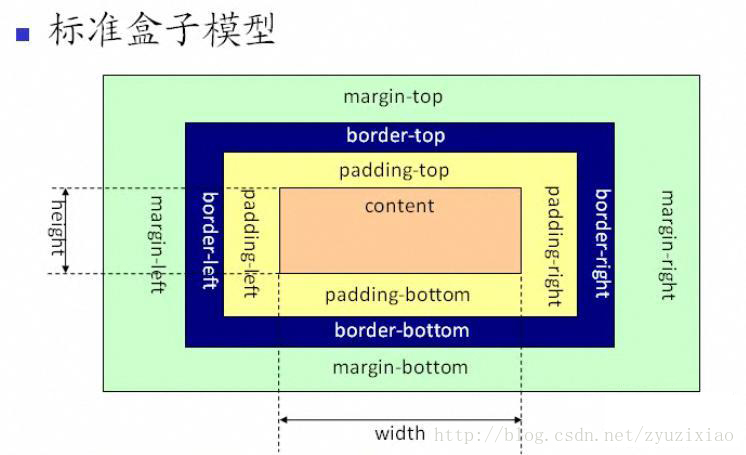 标准盒子模型
margin-top
border-top
padding-top
content
height
margin-left
border-left
padding-left
padding-right
border-right
margin-right
padding-bottom
border-bottom
margin-bottom
width
http://blog.csdn.net/zyuzixiao